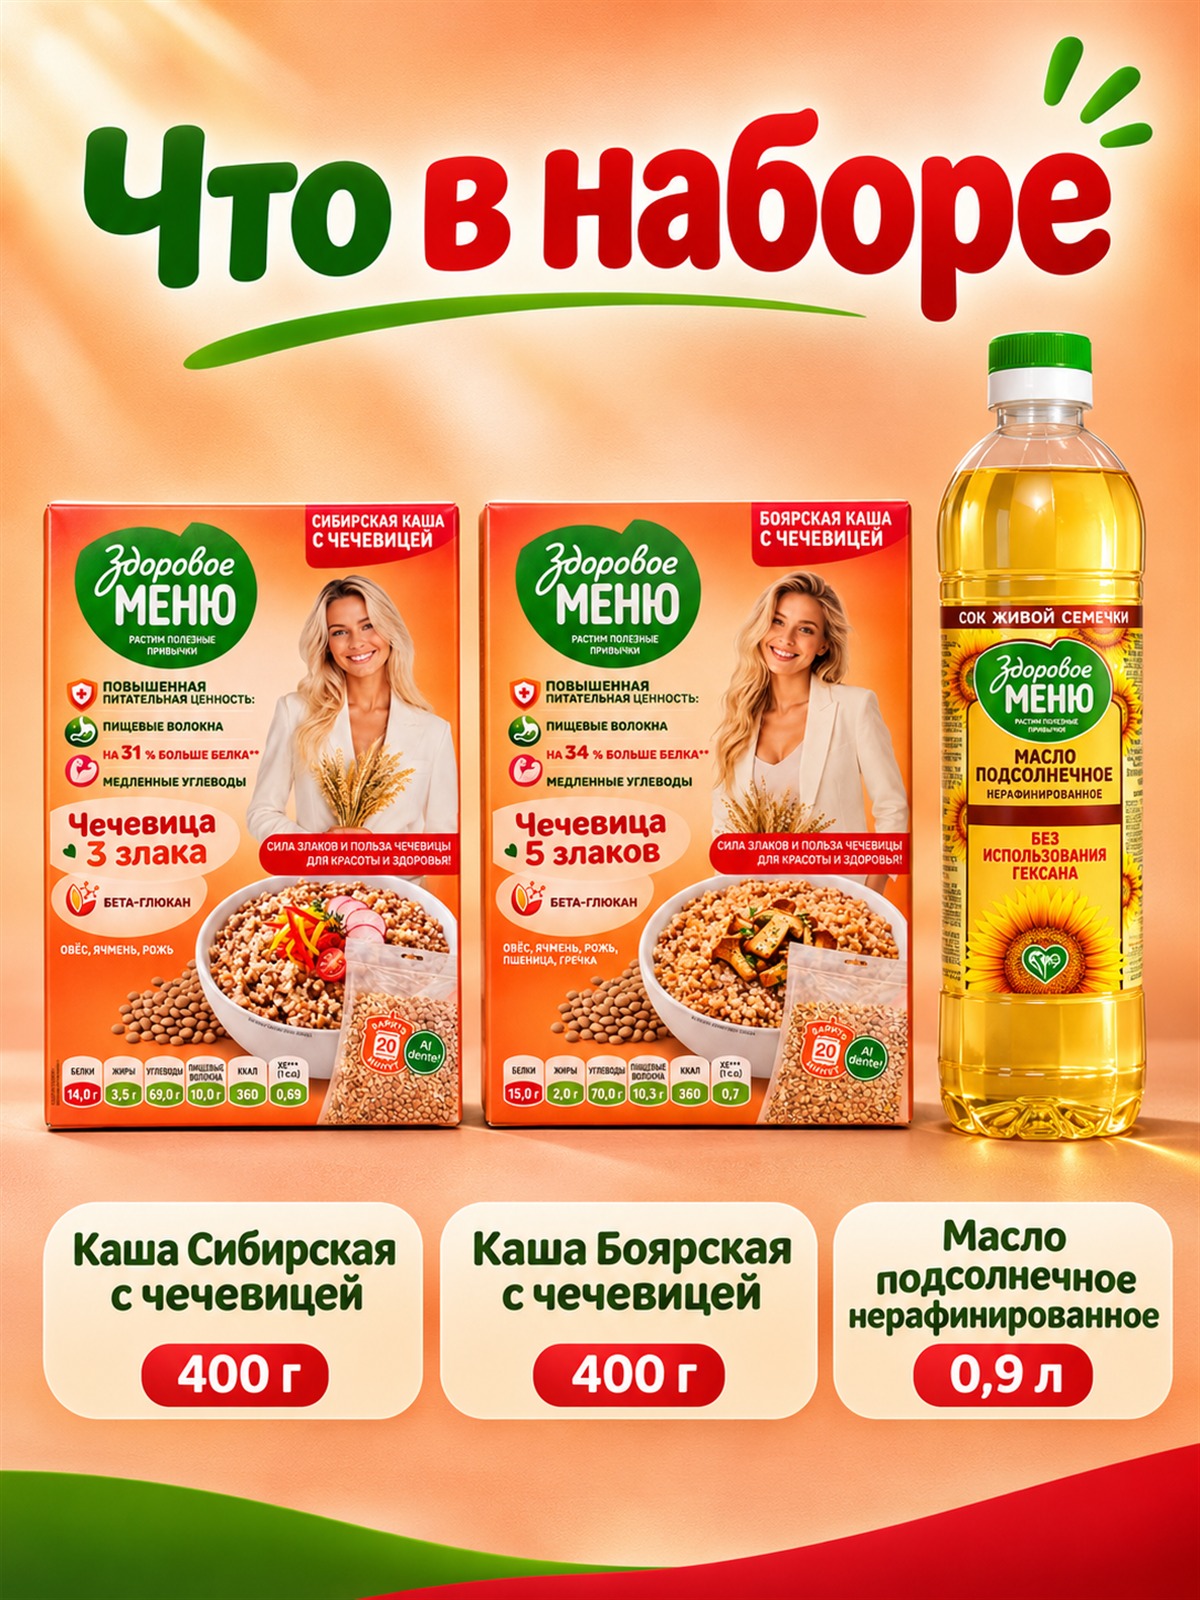 Что в наборе
СИБИРСКАЯ КАША
С ЧЕЧЕВИЦЕЙ
Здоровое
МЕНЮ
РАСТИМ ПОЛЕЗНЫЕ
ПРИВЫЧКИ
ПОВЫШЕННАЯ
ПИТАТЕЛЬНАЯ ЦЕННОСТЬ:
ПИЩЕВЫЕ ВОЛОКНА
НА 31 % БОЛЬШЕ БЕЛКА**
МЕДЛЕННЫЕ УГЛЕВОДЫ
Чечевица
3 злака
СИЛА ЗЛАКОВ И ПОЛЬЗА ЧЕЧЕВИЦЫ
ДЛЯ КРАСОТЫ И ЗДОРОВЬЯ!
БЕТА-ГЛЮКАН
ОВЁС, ЯЧМЕНЬ, РОЖЬ
ВАРИТЬ
20
МИНУТ
Al
dente!
БЕЛКИ ЖИРЫ УГЛЕВОДЫ ПИЩЕВЫЕ ВОЛОКНА ККАЛ ХЕ***
14,0 г 3,5 г 69,0 г 10,0 г 360 0,69
БОЯРСКАЯ КАША
С ЧЕЧЕВИЦЕЙ
Здоровое
МЕНЮ
РАСТИМ ПОЛЕЗНЫЕ
ПРИВЫЧКИ
ПОВЫШЕННАЯ
ПИТАТЕЛЬНАЯ ЦЕННОСТЬ:
ПИЩЕВЫЕ ВОЛОКНА
НА 34 % БОЛЬШЕ БЕЛКА**
МЕДЛЕННЫЕ УГЛЕВОДЫ
Чечевица
5 злаков
СИЛА ЗЛАКОВ И ПОЛЬЗА ЧЕЧЕВИЦЫ
ДЛЯ КРАСОТЫ И ЗДОРОВЬЯ!
БЕТА-ГЛЮКАН
ОВЁС, ЯЧМЕНЬ, РОЖЬ,
ПШЕНИЦА, ГРЕЧКА
ВАРИТЬ
20
МИНУТ
Al
dente!
БЕЛКИ ЖИРЫ УГЛЕВОДЫ ПИЩЕВЫЕ ВОЛОКНА ККАЛ ХЕ***
15,0 г 2,0 г 70,0 г 10,3 г 360 0,7
СОК ЖИВОЙ СЕМЕЧКИ
Здоровое
МЕНЮ
РАСТИМ ПОЛЕЗНЫЕ
ПРИВЫЧКИ
МАСЛО
ПОДСОЛНЕЧНОЕ
НЕРАФИНИРОВАННОЕ
БЕЗ
ИСПОЛЬЗОВАНИЯ
ГЕКСАНА
Каша Сибирская
с чечевицей
400 г
Каша Боярская
с чечевицей
400 г
Масло
подсолнечное
нерафинированное
0,9 л